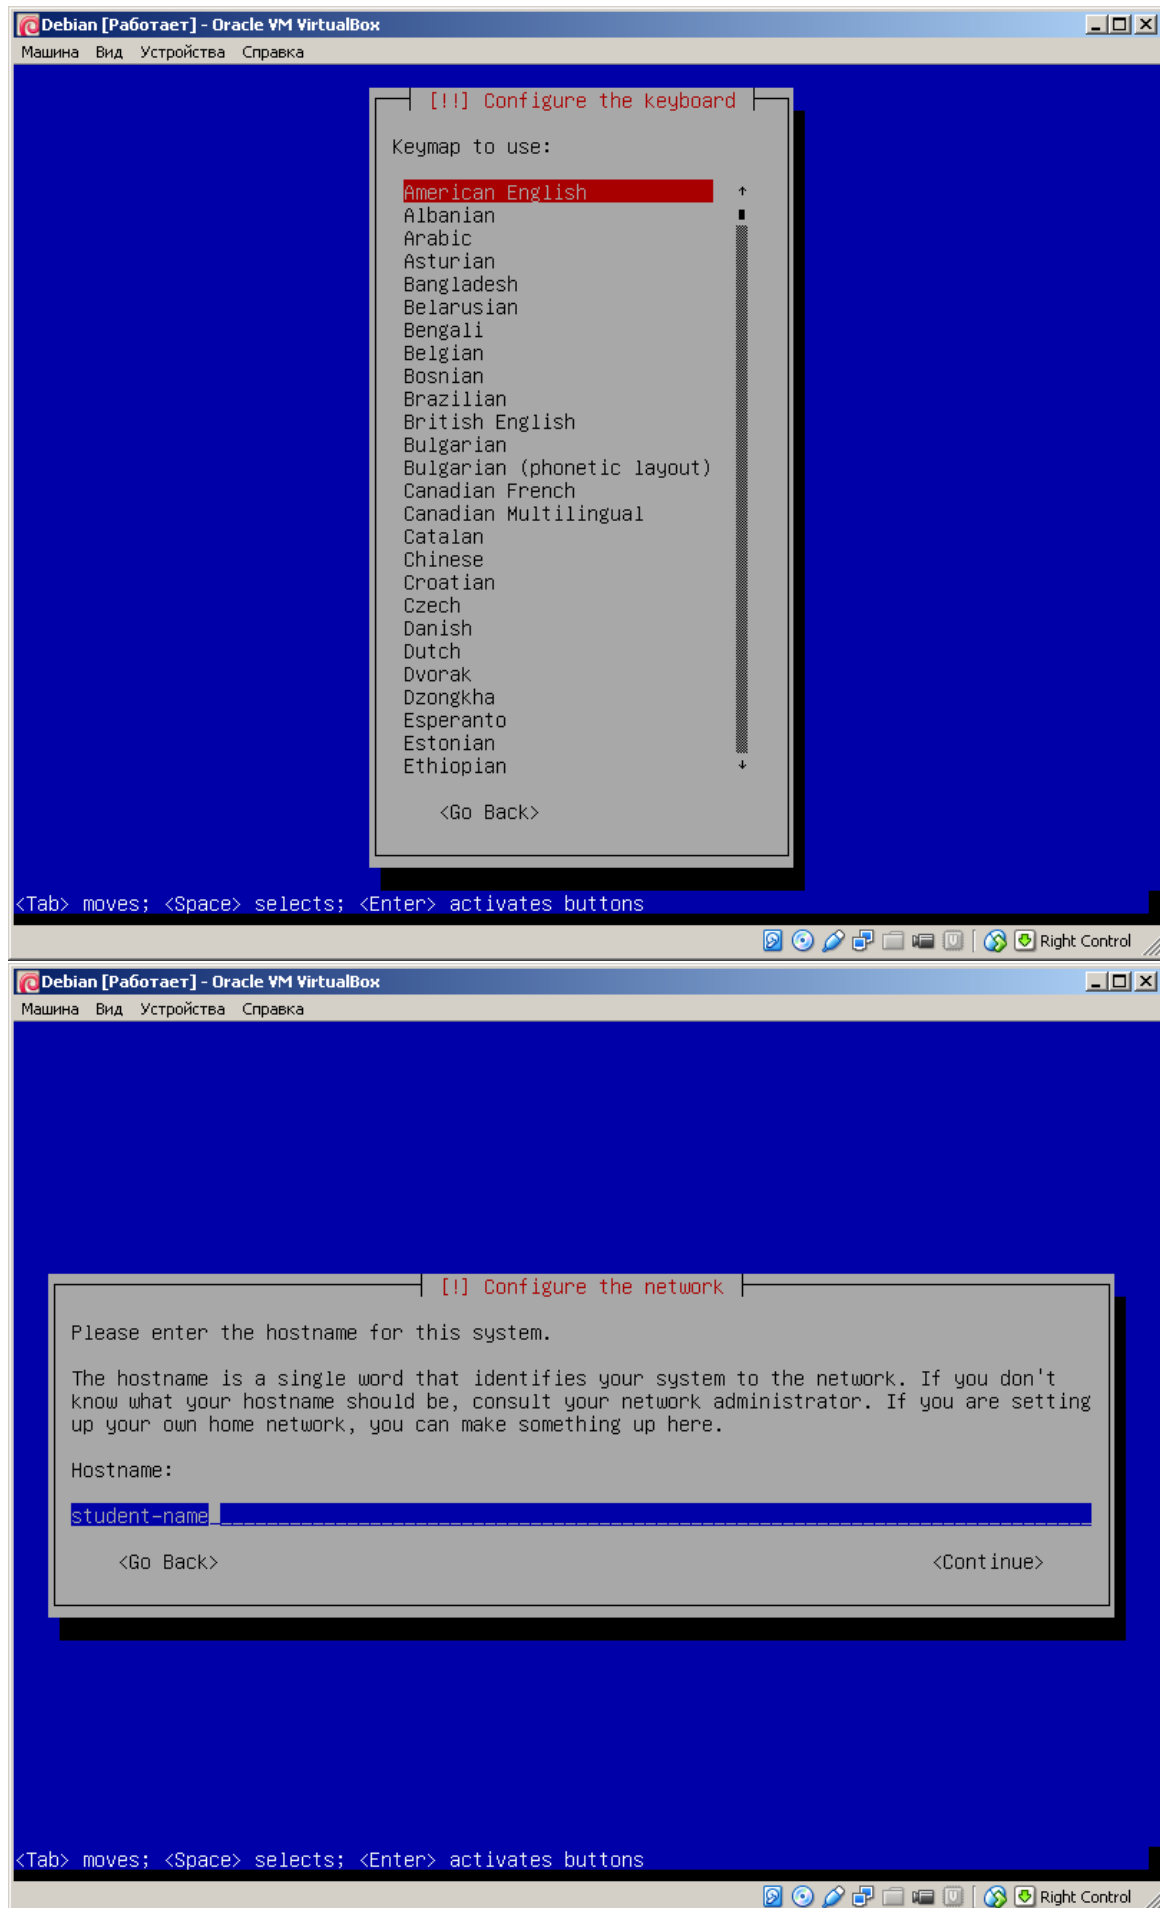 Debian [Работает] - Oracle VM VirtualBox
Машина Вид Устройства Справка
[!!] Configure the keyboard
Keymap to use:
American English
Albanian
Arabic
Asturian
Bangladesh
Belarusian
Bengali
Belgian
Bosnian
Brazilian
British English
Bulgarian
Bulgarian (phonetic layout)
Canadian French
Canadian Multilingual
Catalan
Chinese
Croatian
Czech
Danish
Dutch
Dvorak
Dzongkha
Esperanto
Estonian
Ethiopian
<Go Back>
<Tab> moves; <Space> selects; <Enter> activates buttons
Right Control
Debian [Работает] - Oracle VM VirtualBox
Машина Вид Устройства Справка
[!] Configure the network
Please enter the hostname for this system.
The hostname is a single word that identifies your system to the network. If you don't
know what your hostname should be, consult your network administrator. If you are setting
up your own home network, you can make something up here.
Hostname:
student-name
<Go Back> <Continue>
<Tab> moves; <Space> selects; <Enter> activates buttons
Right Control